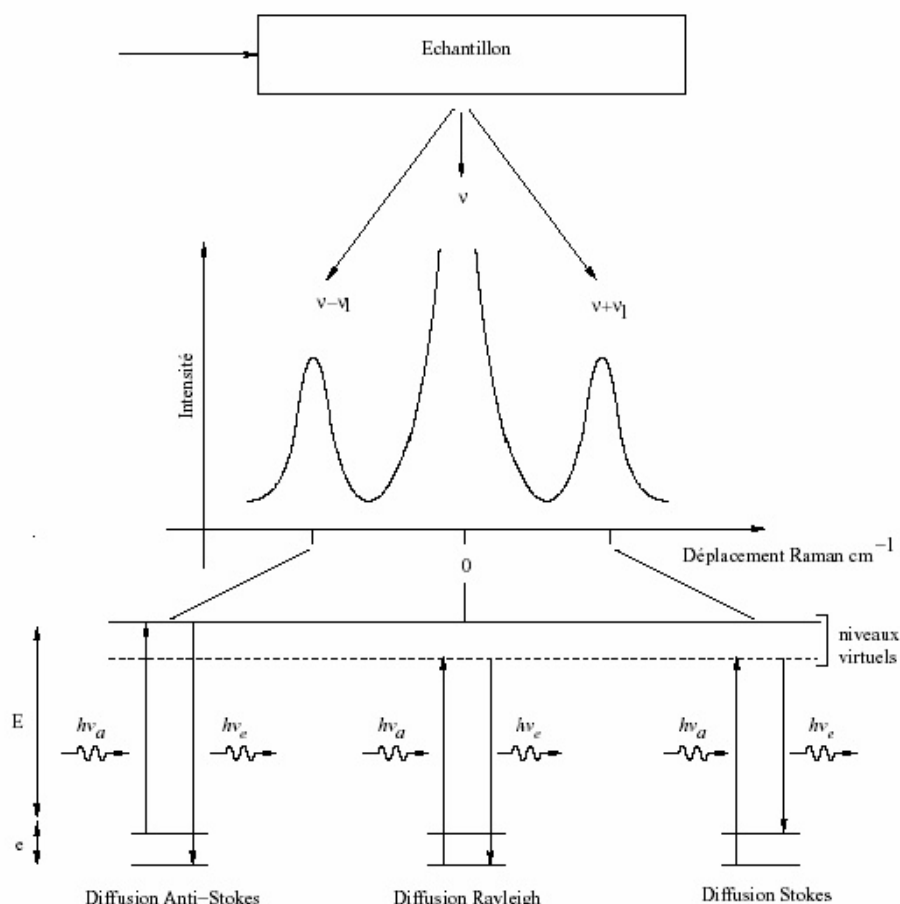 Echantillon
ν
ν−ν1
ν+ν1
Intensité
Déplacement Raman cm−1
0
niveaux
virtuels
E
hνa
hνe
hνa
hνe
hνa
hνe
e
Diffusion Anti−Stokes
Diffusion Rayleigh
Diffusion Stokes